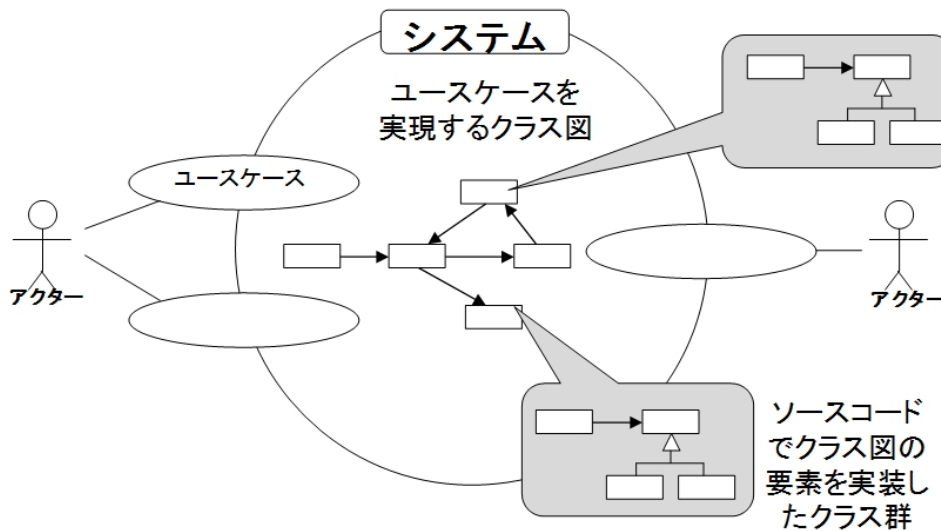 システム
ユースケースを
実現するクラス図
ユースケース
アクター
アクター
ソースコード
でクラス図の
要素を実装し
たクラス群